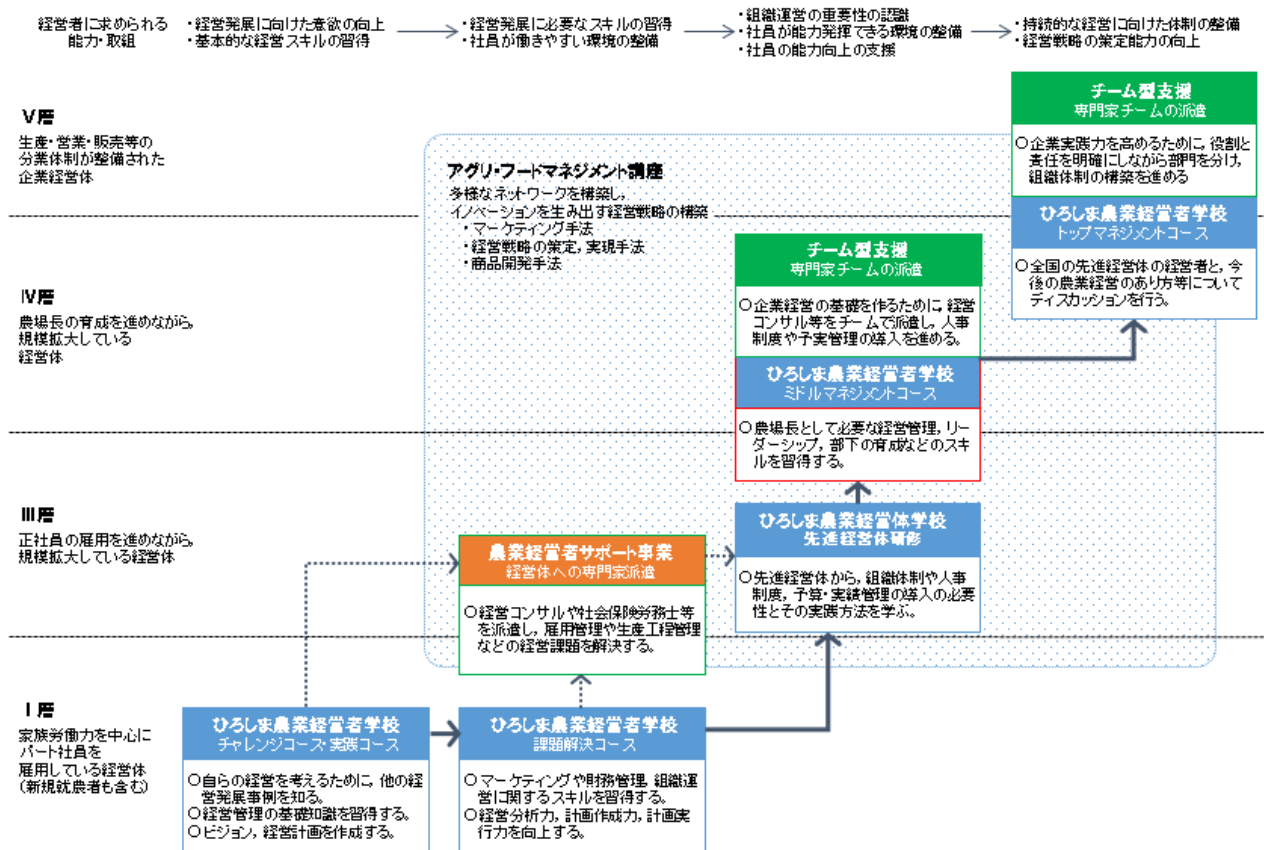 経営者に求められる
能力・取組
・経営発展に向けた意欲の向上
・基本的な経営スキルの習得
・経営発展に必要なスキルの習得
・社員が働きやすい環境の整備
・組織運営の重要性の認識
・社員が能力発揮できる環境の整備
・社員の能力向上の支援
・持続的な経営に向けた体制の整備
・経営戦略の策定能力の向上
Ⅴ層
生産・営業・販売等の
分業体制が整備された
企業経営体
チーム型支援
専門家チームの派遣
○企業実践力を高めるために,役割と
責任を明確にしながら部門を分け,
組織体制の構築を進める
ひろしま農業経営者学校
トップマネジメントコース
○全国の先進経営体の経営者と,今
後の農業経営のあり方等について
ディスカッションを行う。
アグリ・フードマネジメント講座
多様なネットワークを構築し,
イノベーションを生み出す経営戦略の構築
・マーケティング手法
・経営戦略の策定,実現手法
・商品開発手法
Ⅳ層
農場長の育成を進めながら,
規模拡大している
経営体
チーム型支援
専門家チームの派遣
○企業経営の基礎を作るために,経営
コンサル等をチームで派遣し,人事
制度や予実管理の導入を進める。
ひろしま農業経営者学校
ミドルマネジメントコース
○農場長として必要な経営管理,リー
ダーシップ,部下の育成などのスキ
ルを習得する。
Ⅲ層
正社員の雇用を進めながら,
規模拡大している経営体
農業経営者サポート事業
経営体への専門家派遣
○経営コンサルや社会保険労務士等
を派遣し,雇用管理や生産工程管理
などの経営課題を解決する。
ひろしま農業経営体学校
先進経営体研修
○先進経営体から,組織体制や人事
制度,予算・実績管理の導入の必要
性とその実践方法を学ぶ。
Ⅰ層
家族労働力を中心に
パート社員を
雇用している経営体
(新規就農者も含む)
ひろしま農業経営者学校
チャレンジコース・実践コース
○自らの経営を考えるために,他の経
営発展事例を知る。
○経営管理の基礎知識を習得する。
○ビジョン,経営計画を作成する。
ひろしま農業経営者学校
課題解決コース
○マーケティングや財務管理,組織運
営に関するスキルを習得する。
○経営分析力,計画作成力,計画実
行力を向上する。